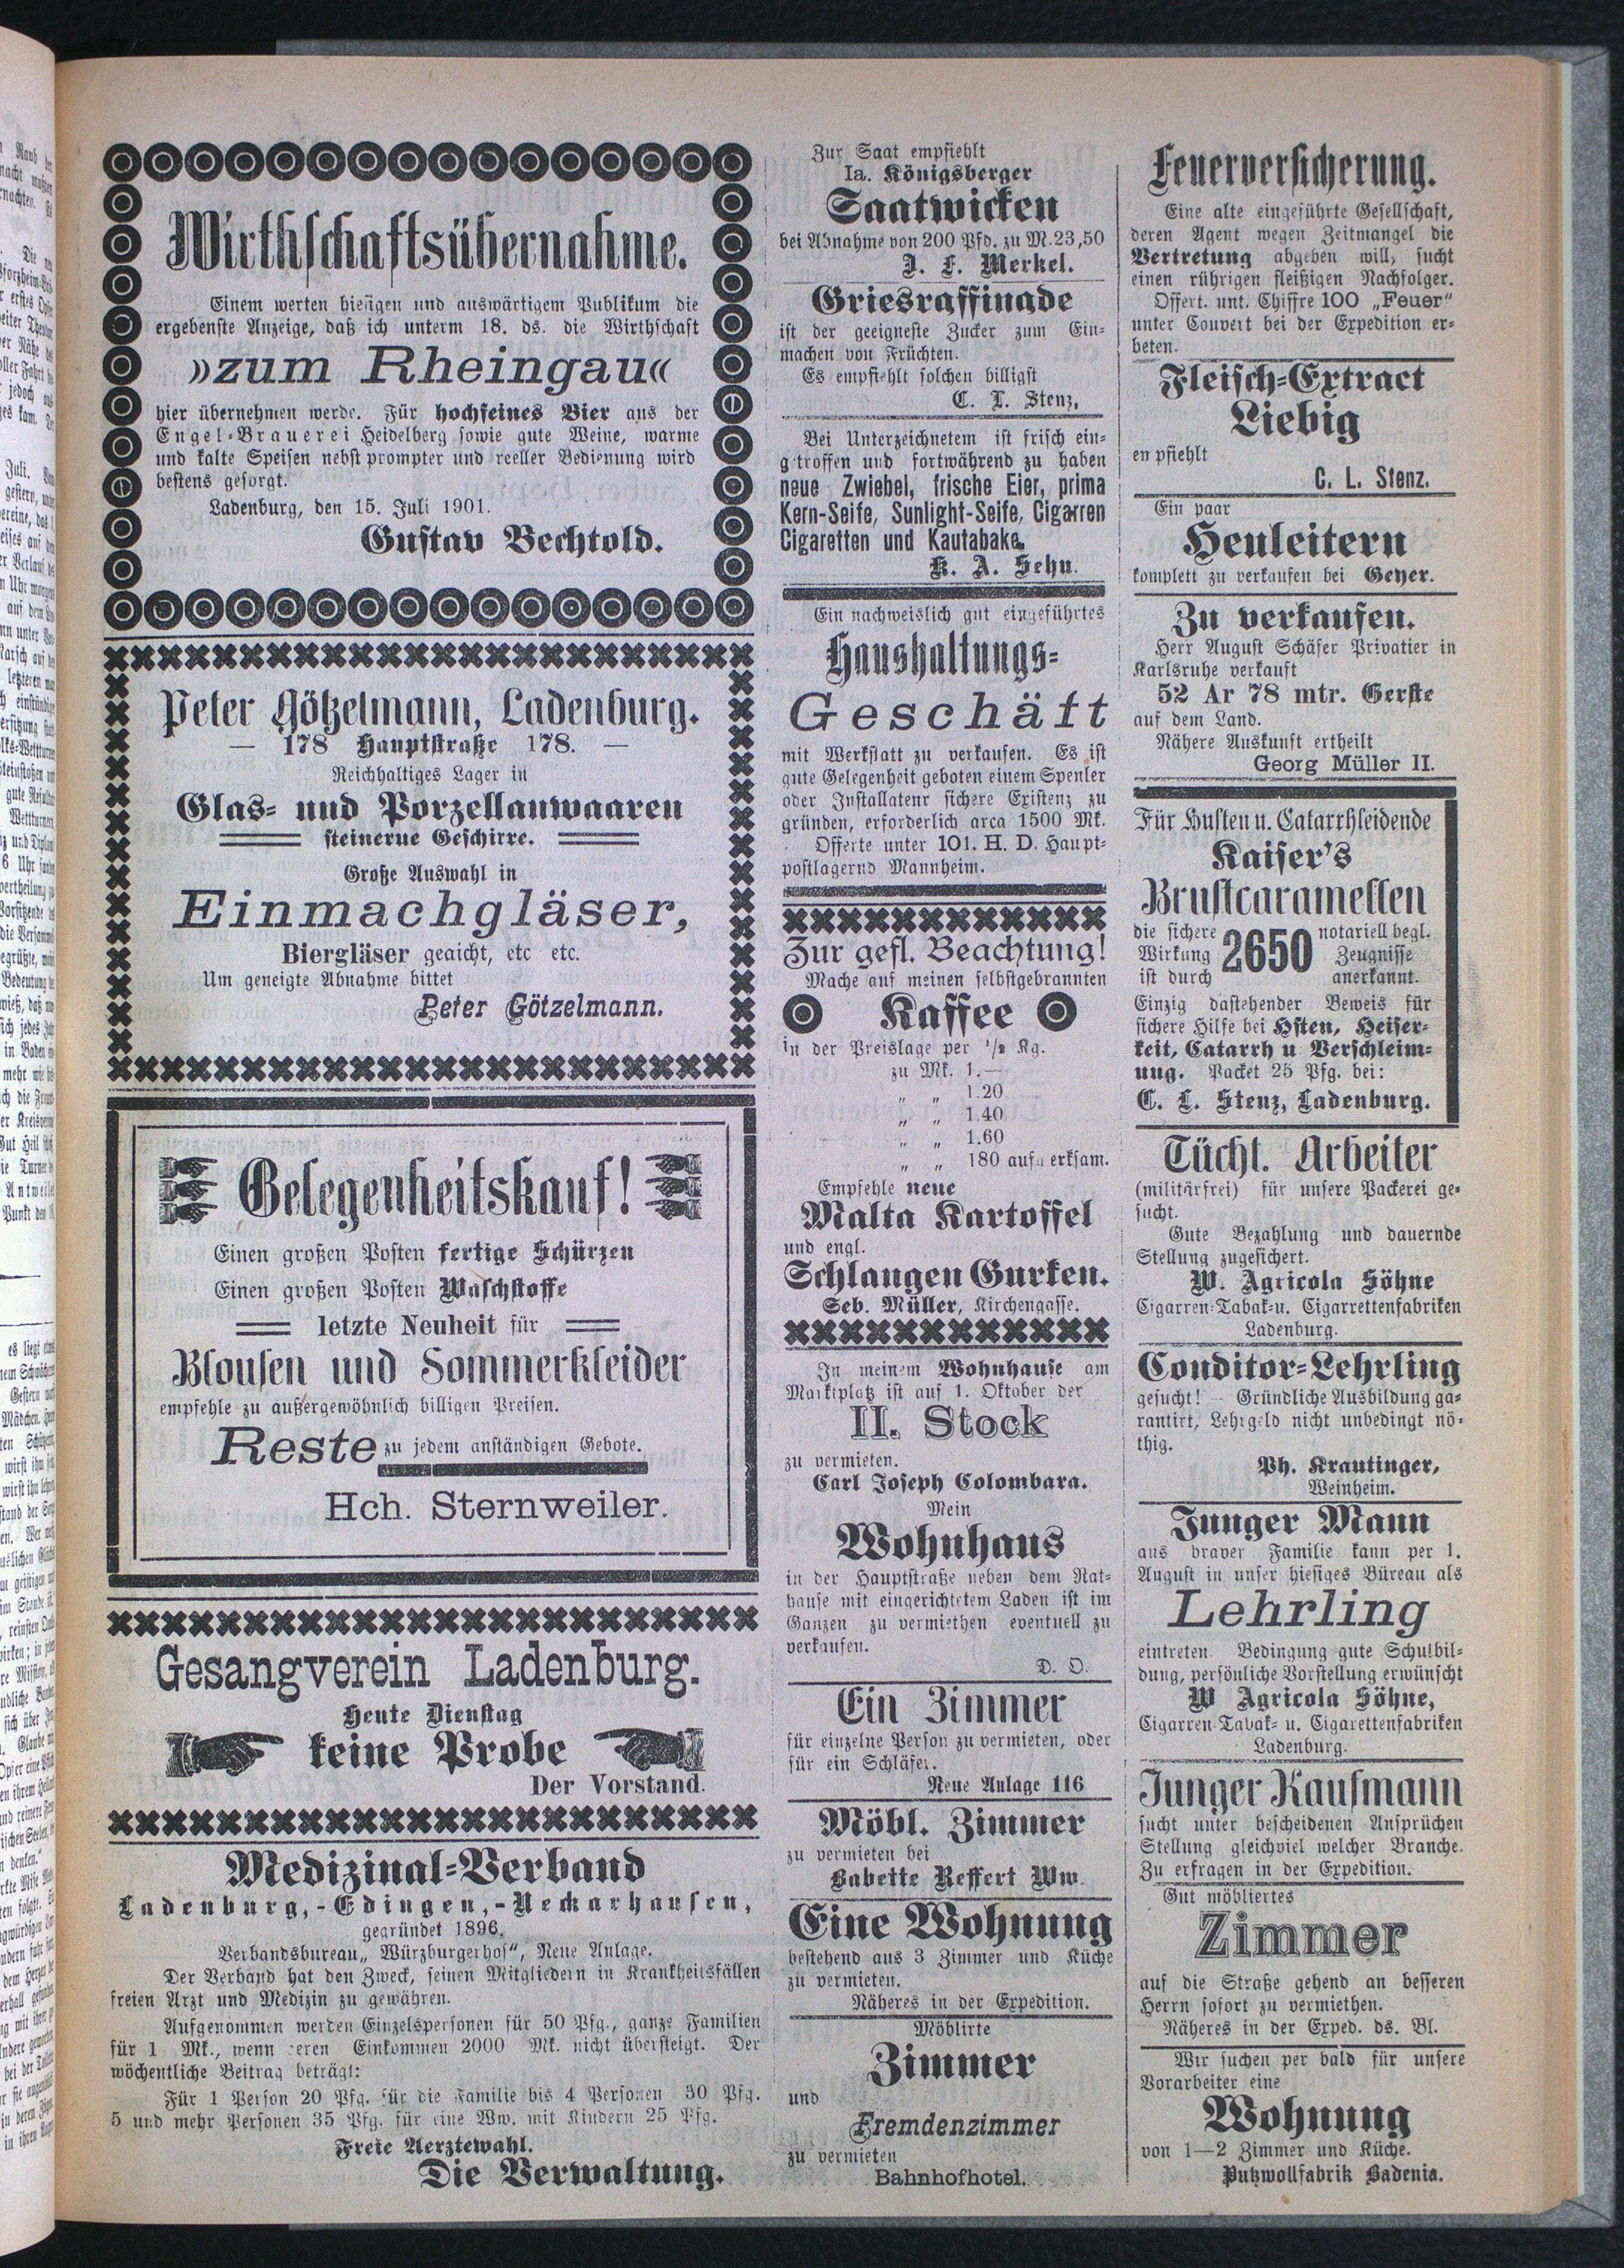 Wirthschaftsübernahme.
Einem werten hiesigen und auswärtigem Publikum die
ergebenste Anzeige, daß ich unterm 18. ds. die Wirthschaft
»zum Rheingau«
hier übernehmen werde. Für hochfeines Bier aus der
Engel-Brauerei Heidelberg sowie gute Weine, warme
und kalte Speisen nebst prompter und reeller Bedienung wird
bestens gesorgt.
Ladenburg, den 15. Juli 1901.
Gustav Bechtold.
Peter Götzelmann, Ladenburg.
— 178 Hauptstraße 178. —
Reichhaltiges Lager in
Glas- und Porzellanwaaren
steinerne Geschirre.
Große Auswahl in
Einmachgläser,
Biergläser geaicht, etc etc.
Um geneigte Abnahme bittet
Peter Götzelmann.
Gelegenheitskauf!
Einen großen Posten fertige Schürzen
Einen großen Posten Waschstoffe
letzte Neuheit für
Blousen und Sommerkleider
empfehle zu außergewöhnlich billigen Preisen.
Reste zu jedem anständigen Gebote.
Hch. Sternweiler.
Gesangverein Ladenburg.
Heute Dienstag
keine Probe
Der Vorstand.
Medizinal-Verband
Ladenburg,-Edingen,-Neckarhausen,
gegründet 1896.
Verbandsbureau „Würzburgerhof“, Neue Anlage.
Der Verband hat den Zweck, seinen Mitgliedern in Krankheitsfällen
freien Arzt und Medizin zu gewähren.
Aufgenommen werden Einzelspersonen für 50 Pfg., ganze Familien
für 1 Mk., wenn eren Einkommen 2000 Mk. nicht übersteigt. Der
wöchentliche Beitrag beträgt:
Für 1 Person 20 Pfg. für die Familie bis 4 Personen 30 Pfg.
5 und mehr Personen 35 Pfg. für eine Ww. mit Kindern 25 Pfg.
Freie Aerztewahl.
Die Verwaltung.
Zur Saat empfiehlt
Ia. Königsberger
Saatwicken
bei Abnahme von 200 Pfd. zu M. 23,50
J. F. Merkel.
Griesraffinade
ist der geeigneste Zucker zum Ein-
machen von Früchten.
Es empfiehlt solchen billigst
C. L. Stenz,
Bei Unterzeichnetem ist frisch ein-
g troffen und fortwährend zu haben
neue Zwiebel, frische Eier, prima
Kern-Seife, Sunlight-Seife, Cigarren
Cigaretten und Kautabake.
K. A. Sehu.
Ein nachweislich gut eingeführtes
Haushaltungs-
Geschäft
mit Werkstatt zu verkaufen. Es ist
gute Gelegenheit geboten einem Spenler
oder Installateur sichere Existenz zu
gründen, erforderlich arca 1500 Mk.
Offerte unter 101. H. D. Haupt-
postlagernd Mannheim.
Zur gefl. Beachtung!
Mache auf meinen selbstgebrannten
Kaffee
in der Preislage per 1/2 Kg.
zu Mk. 1.—
„ „ 1.20
„ „ 1.40
„ „ 1.60
„ „ 180 aufm erksam.
Empfehle neue
Malta Kartoffel
und engl.
Schlangen Gurken.
Seb. Müller, Kirchengasse.
In meinem Wohnhause am
Marktplatz ist auf 1. Oktober der
II. Stock
zu vermieten.
Carl Joseph Colombara.
Mein
Wohnhaus
in der Hauptstraße neben dem Rat-
hause mit eingerichtetem Laden ist im
Ganzen zu vermiethen eventuell zu
verkaufen.
D. O.
Ein Zimmer
für einzelne Person zu vermieten, oder
für ein Schläfer.
Neue Anlage 116
Möbl. Zimmer
zu vermieten bei
Babette Reffert Ww.
Eine Wohnung
bestehend aus 3 Zimmer und Küche
zu vermieten.
Näheres in der Expedition.
Möblirte
Zimmer
und
Fremdenzimmer
zu vermieten
Bahnhofhotel.
Feuerversicherung.
Eine alte eingeführte Gesellschaft,
deren Agent wegen Zeitmangel die
Vertretung abgeben will, sucht
einen rührigen fleißigen Nachfolger.
Offert. unt. Chiffre 100 „Feuer“
unter Couvert bei der Expedition er-
beten.
Fleisch-Extract
Liebig
en pfiehlt
C. L. Stenz.
Ein paar
Heuleitern
komplett zu verkaufen bei Geyer.
Zu verkaufen.
Herr August Schäfer Privatier in
Karlsruhe verkauft
52 Ar 78 mtr. Gerste
auf dem Land.
Nähere Auskunft ertheilt
Georg Müller II.
Für Husten u. Catarrhleidende
Kaiser's
Brustcaramellen
die sichere
Wirkung
ist durch
2650
notariell begl.
Zeugnisse
anerkannt.
Einzig dastehender Beweis für
sichere Hilfe bei Hsten, Heiser-
keit, Catarrh u Verschleim-
ung. Packet 25 Pfg. bei:
C. L. Stenz, Ladenburg.
Tücht. Arbeiter
(militärfrei) für unsere Packerei ge-
sucht.
Gute Bezahlung und dauernde
Stellung zugesichert.
W. Agricola Söhne
Cigarren-Tabak-u. Cigarrettenfabriken
Ladenburg.
Conditor-Lehrling
gesucht! — Gründliche Ausbildung ga-
rantirt, Lehrgeld nicht unbedingt nö-
thig.
Ph. Krautinger,
Weinheim.
Junger Mann
aus braver Familie kann per 1.
August in unser hiesiges Büreau als
Lehrling
eintreten. Bedingung gute Schulbil-
dung, persönliche Vorstellung erwünscht
W Agricola Söhne,
Cigarren-Tabak- u. Cigarettenfabriken
Ladenburg.
Junger Kaufmann
sucht unter bescheidenen Ansprüchen
Stellung gleichviel welcher Branche.
Zu erfragen in der Expedition.
Gut möbliertes
Zimmer
auf die Straße gehend an besseren
Herrn sofort zu vermiethen.
Näheres in der Exped. ds. Bl.
Wir suchen per bald für unsere
Vorarbeiter eine
Wohnung
von 1—2 Zimmer und Küche.
Putzwollfabrik Badenia.